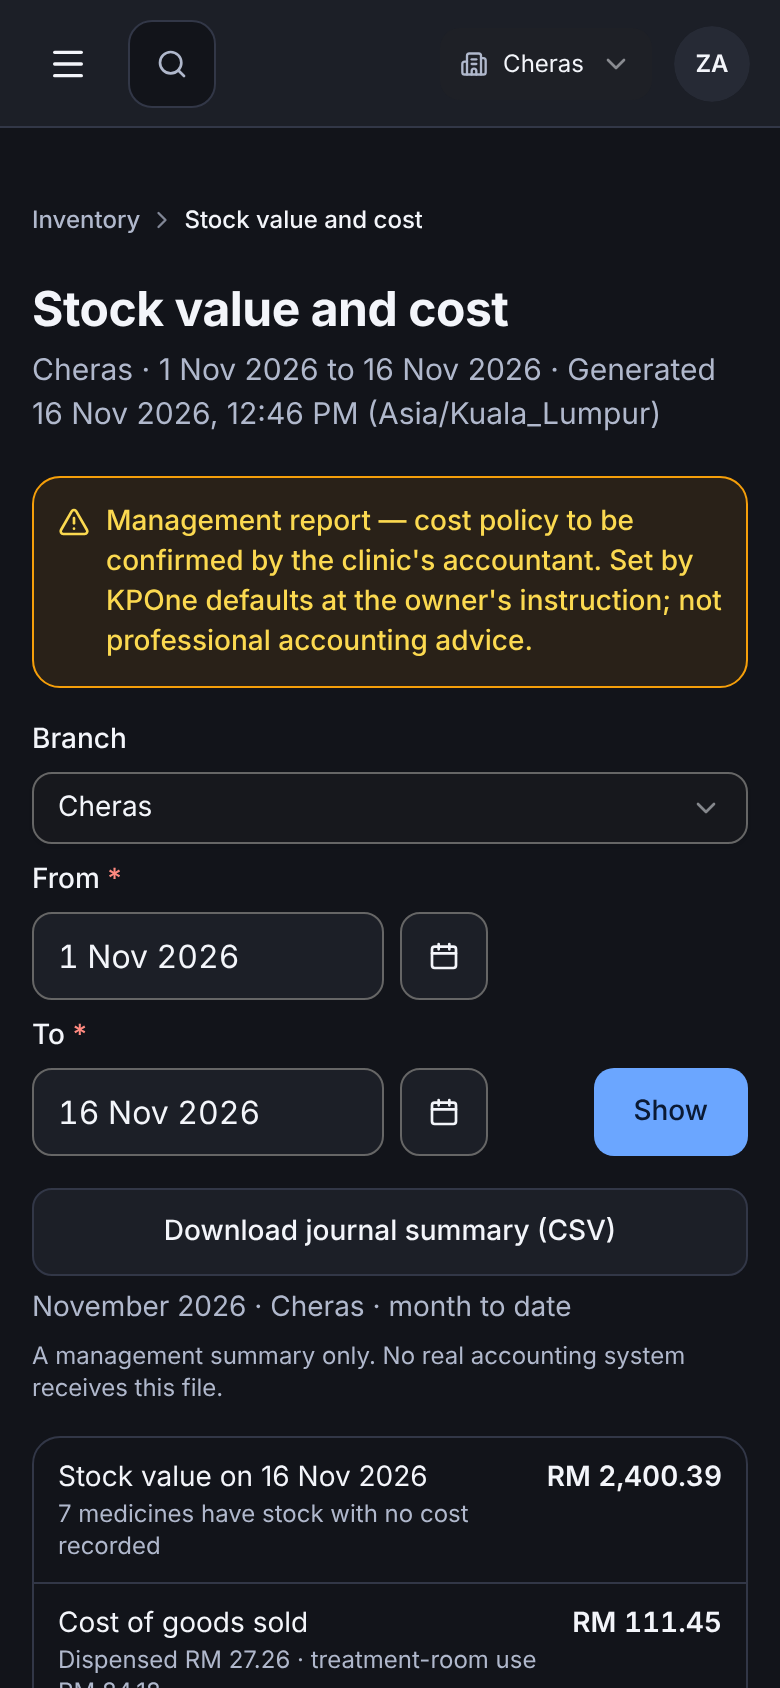 Cheras
ZA
Inventory
Stock value and cost
Stock value and cost
Cheras · 1 Nov 2026 to 16 Nov 2026 · Generated
16 Nov 2026, 12:46 PM (Asia/Kuala_Lumpur)
Management report — cost policy to be
confirmed by the clinic's accountant. Set by
KPOne defaults at the owner's instruction; not
professional accounting advice.
Branch
Cheras
From *
1 Nov 2026
To *
16 Nov 2026
Show
Download journal summary (CSV)
November 2026 · Cheras · month to date
A management summary only. No real accounting system
receives this file.
Stock value on 16 Nov 2026
RM 2,400.39
7 medicines have stock with no cost
recorded
Cost of goods sold
RM 111.45
Dispensed RM 27.26 · treatment-room use